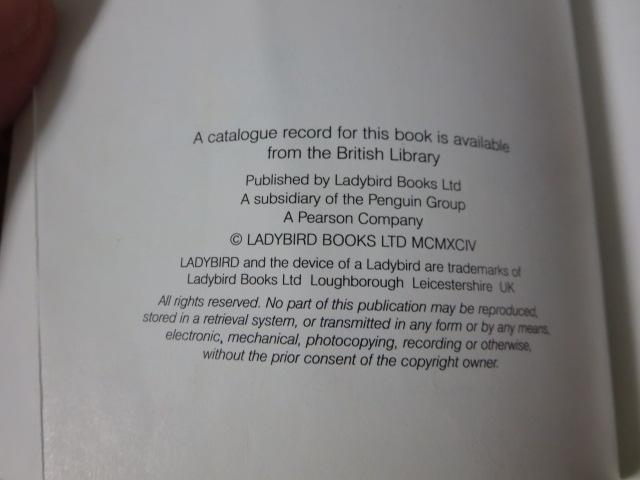 A catalogue record for this book is available
from the British Library
Published by Ladybird Books Ltd
A subsidiary of the Penguin Group
A Pearson Company
© LADYBIRD BOOKS LTD MCMXCIV
LADYBIRD and the device of a Ladybird are trademarks of
Ladybird Books Ltd Loughborough Leicestershire UK
All rights reserved. No part of this publication may be reproduced,
stored in a retrieval system, or transmitted in any form or by any means,
electronic, mechanical, photocopying, recording or otherwise,
without the prior consent of the copyright owner.